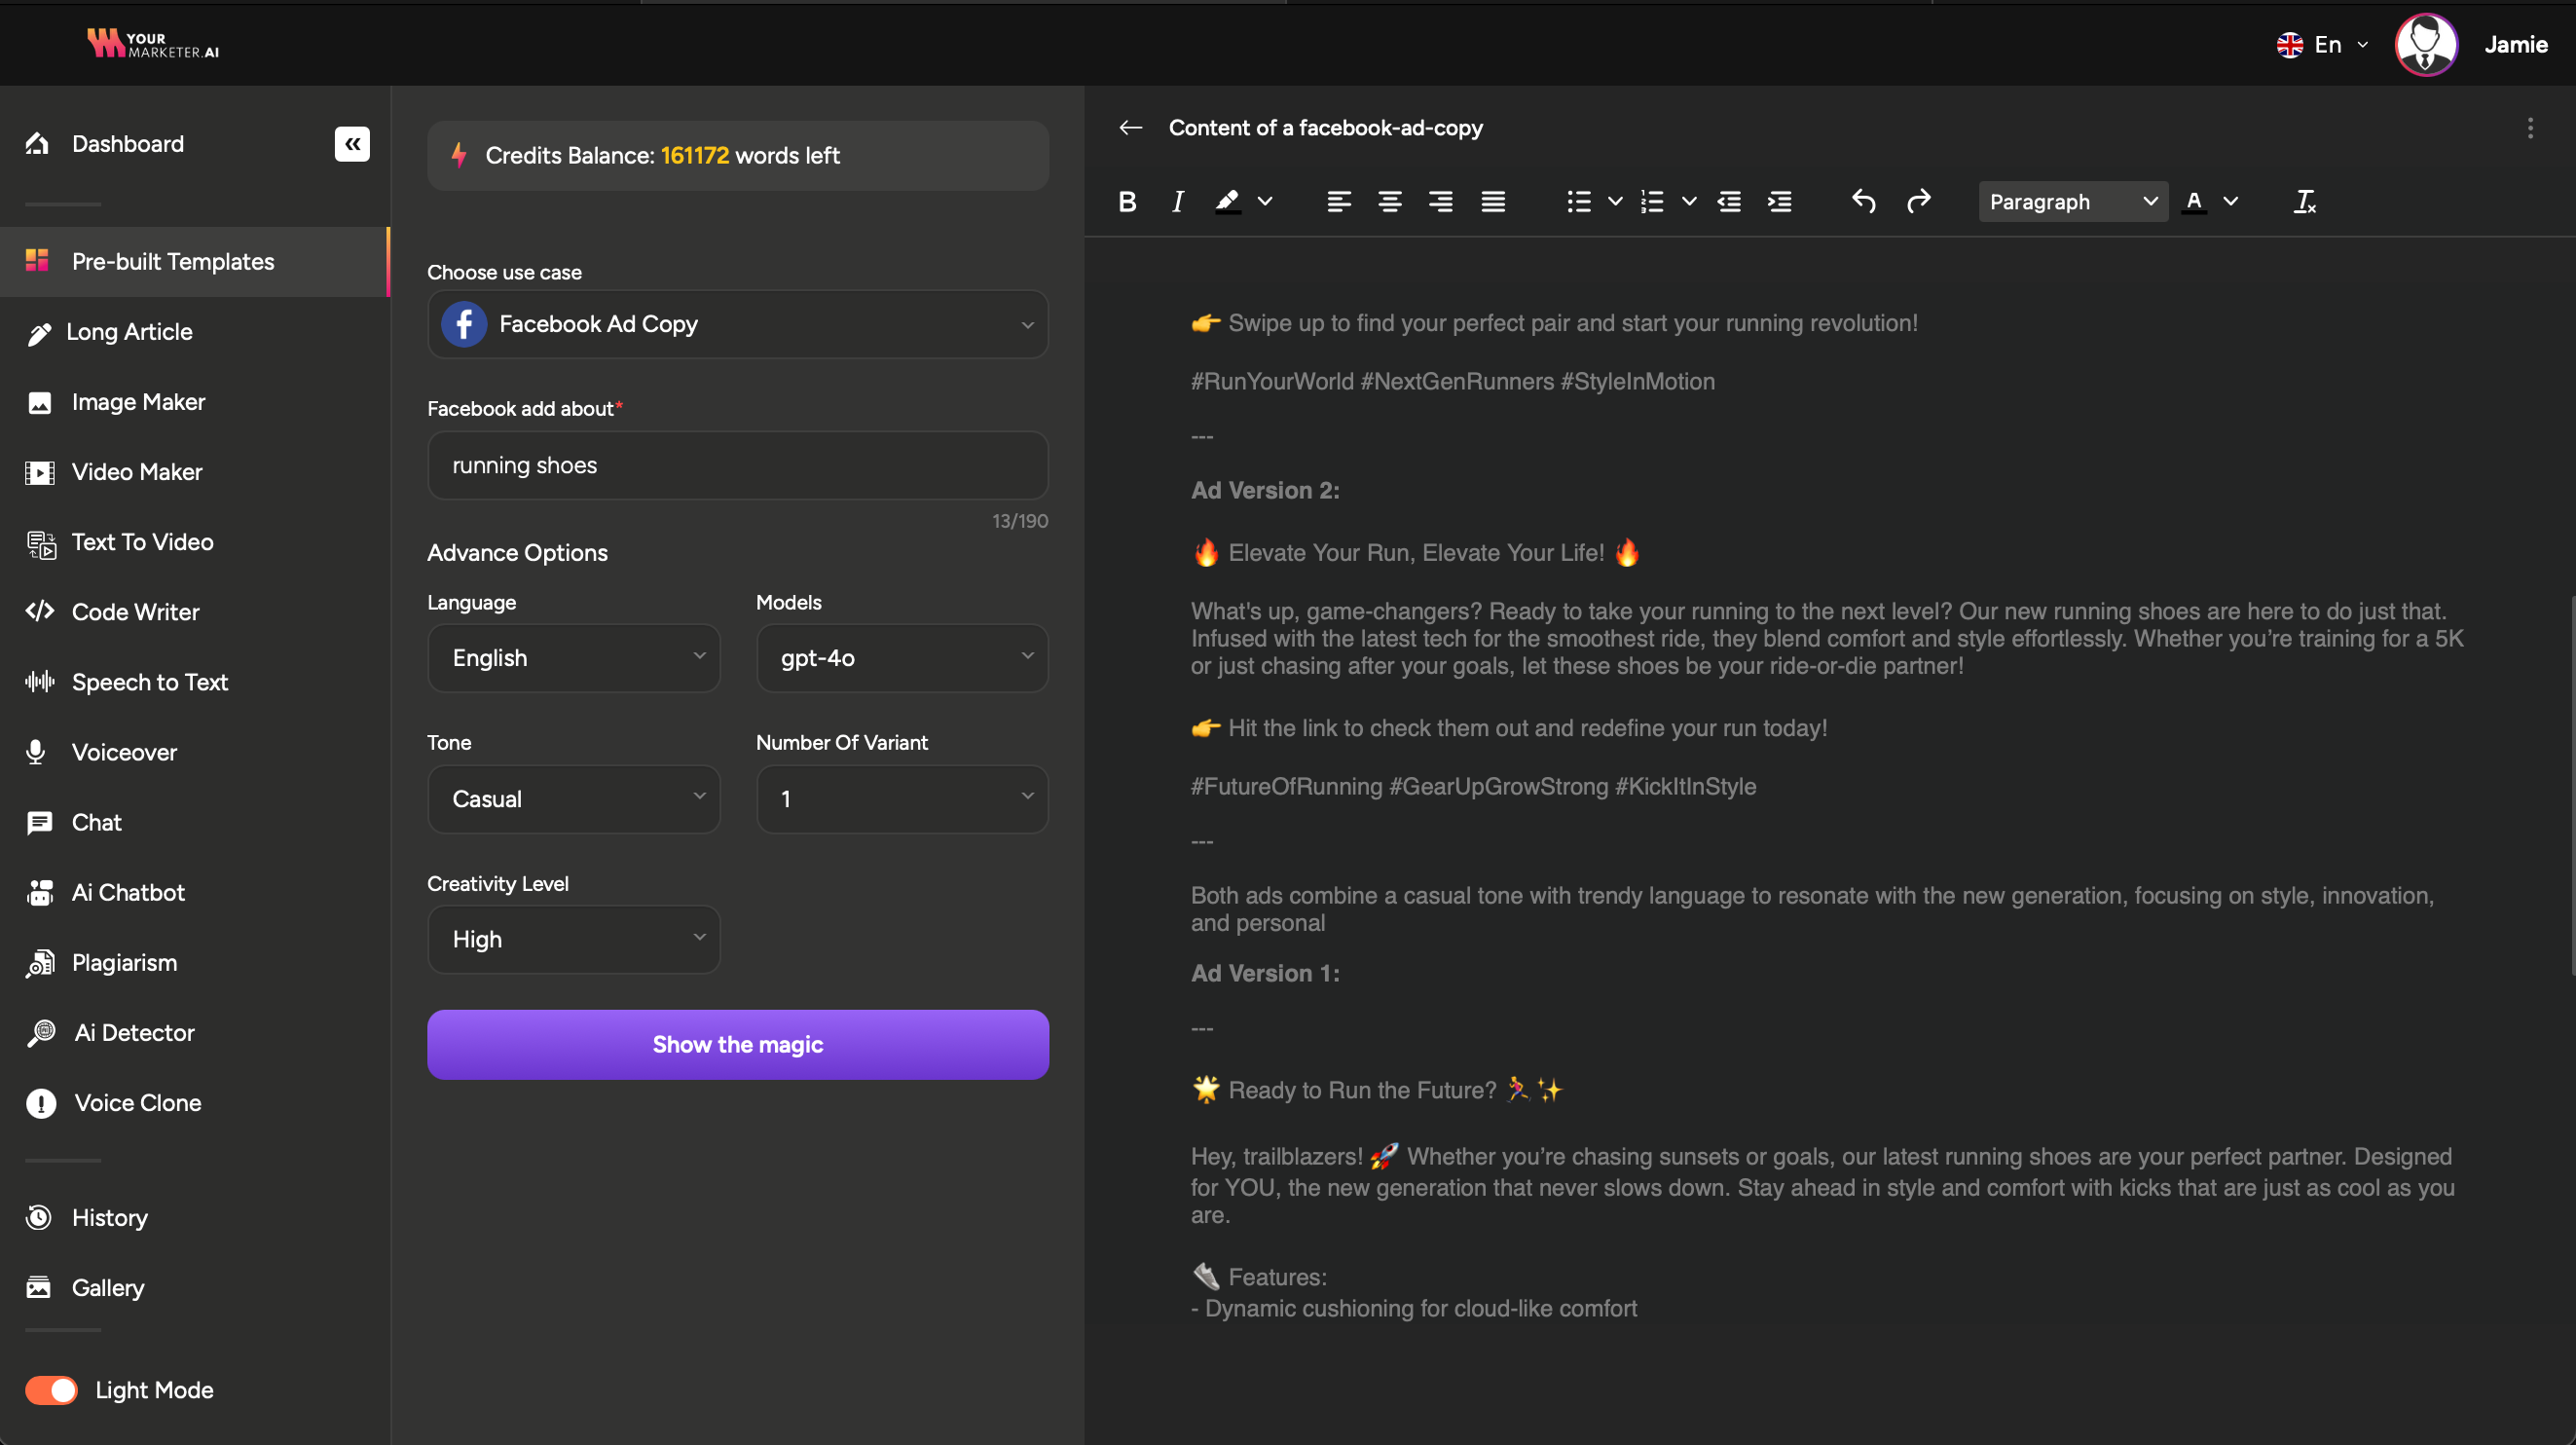 YOUR
MARKETER.AI
En
Jamie
Dashboard
Pre-built Templates
Long Article
Image Maker
Video Maker
Text To Video
Code Writer
Speech to Text
Voiceover
Chat
Ai Chatbot
Plagiarism
Ai Detector
Voice Clone
History
Gallery
Light Mode
Credits Balance: 161172 words left
Choose use case
Facebook Ad Copy
Facebook add about*
running shoes
13/190
Advance Options
Language
Models
English
gpt-4o
Tone
Number Of Variant
Casual
1
Creativity Level
High
Show the magic
Content of a facebook-ad-copy
Paragraph
👉 Swipe up to find your perfect pair and start your running revolution!
#RunYourWorld #NextGenRunners #StyleInMotion
---
Ad Version 2:
🔥 Elevate Your Run, Elevate Your Life! 🔥
What's up, game-changers? Ready to take your running to the next level? Our new running shoes are here to do just that.
Infused with the latest tech for the smoothest ride, they blend comfort and style effortlessly. Whether you’re training for a 5K
or just chasing after your goals, let these shoes be your ride-or-die partner!
👉 Hit the link to check them out and redefine your run today!
#FutureOfRunning #GearUpGrowStrong #KickItInStyle
---
Both ads combine a casual tone with trendy language to resonate with the new generation, focusing on style, innovation,
and personal
Ad Version 1:
---
🌟 Ready to Run the Future? 🏃‍♀️✨
Hey, trailblazers! 🚀 Whether you’re chasing sunsets or goals, our latest running shoes are your perfect partner. Designed
for YOU, the new generation that never slows down. Stay ahead in style and comfort with kicks that are just as cool as you
are.
👟 Features:
- Dynamic cushioning for cloud-like comfort